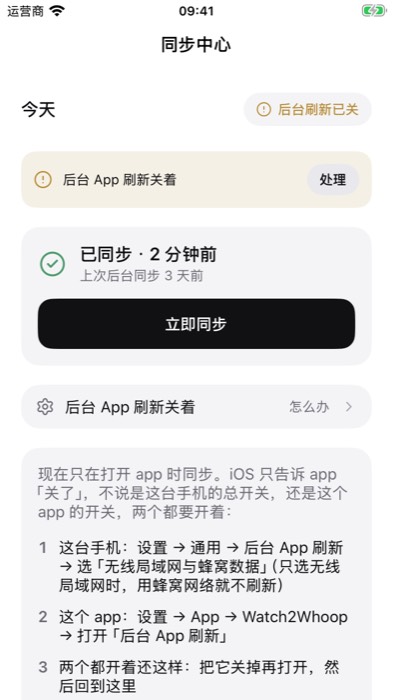 运营商
09:41
同步中心
今天
后台刷新已关
后台 App 刷新关着
处理
已同步 · 2 分钟前
上次后台同步 3 天前
立即同步
后台 App 刷新关着
怎么办
现在只在打开 app 时同步。iOS 只告诉 app
「关了」，不说是这台手机的总开关，还是这个
app 的开关，两个都要开着：
1 这台手机：设置 → 通用 → 后台 App 刷新
→ 选「无线局域网与蜂窝数据」（只选无线
局域网时，用蜂窝网络就不刷新）
2 这个 app：设置 → App → Watch2Whoop
→ 打开「后台 App 刷新」
3 两个都开着还这样：把它关掉再打开，然
后回到这里